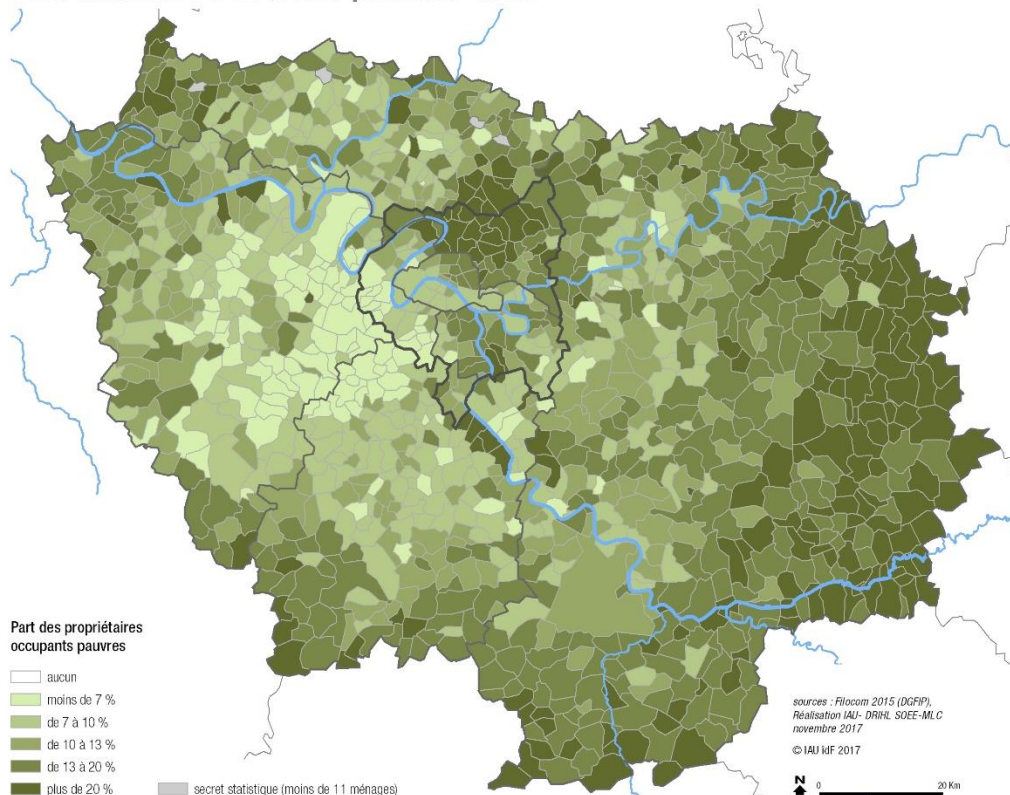 Part des propriétaires
occupants pauvres
aucun
moins de 7 %
de 7 à 10 %
de 10 à 13 %
de 13 à 20 %
plus de 20 %
secret statistique (moins de 11 ménages)
sources : Filocom 2015 (DGFIP),
Réalisation IAU- DRIHL SOEE-MLC
novembre 2017
© IAU îdF 2017
N
0 20 Km